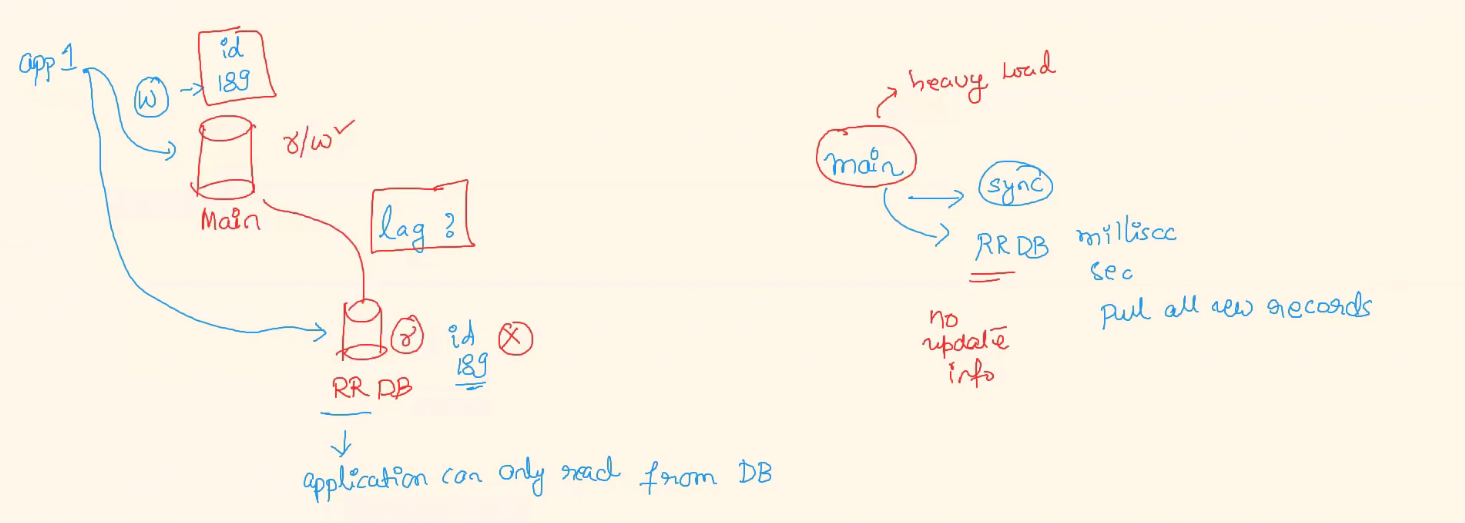 app 1
id
189
w
r/w ✓
Main
lag ?
r
id
189
X
RR DB
application can only read from DB
heavy load
main
sync
RR DB
millisec
sec
pull all new records
no
update
info